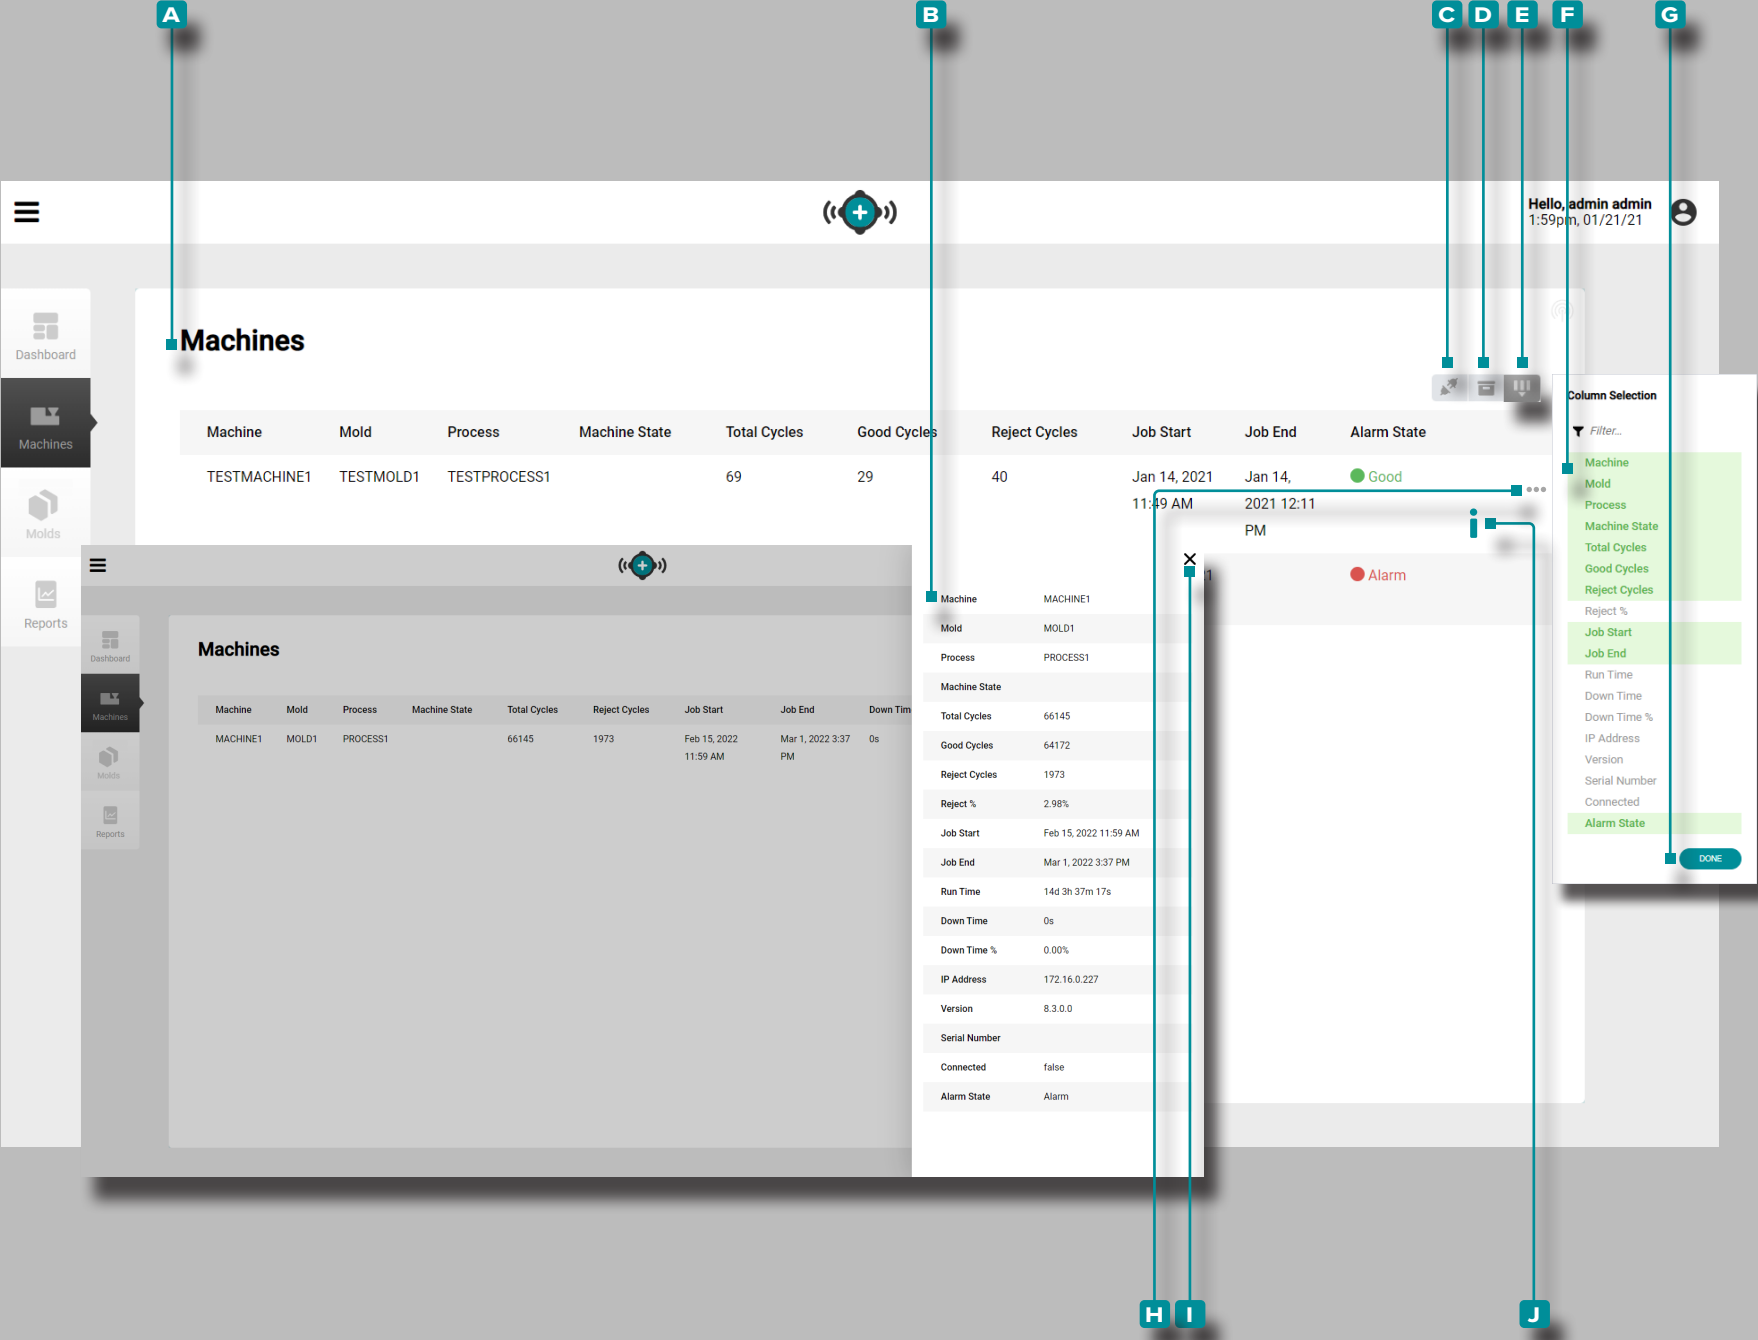 A B C D E F G
Hello, admin admin
1:59pm, 01/21/21
Dashboard
Machines
Molds
Reports
Machines
Machine Mold Process Machine State Total Cycles Good Cycles Reject Cycles Job Start Job End Alarm State
TESTMACHINE1 TESTMOLD1 TESTPROCESS1 69 29 40 Jan 14, 2021 Jan 14, Good
11:49 AM 2021 12:11
PM
1 Alarm
Column Selection
Filter...
Machine
Mold
Process
Machine State
Total Cycles
Good Cycles
Reject Cycles
Reject %
Job Start
Job End
Run Time
Down Time
Down Time %
IP Address
Version
Serial Number
Connected
Alarm State
DONE
Dashboard
Machines
Molds
Reports
Machines
Machine Mold Process Machine State Total Cycles Reject Cycles Job Start Job End Down Tim
MACHINE1 MOLD1 PROCESS1 66145 1973 Feb 15, 2022 Mar 1, 2022 3:37 0s
11:59 AM PM
Machine MACHINE1
Mold MOLD1
Process PROCESS1
Machine State
Total Cycles 66145
Good Cycles 64172
Reject Cycles 1973
Reject % 2.98%
Job Start Feb 15, 2022 11:59 AM
Job End Mar 1, 2022 3:37 PM
Run Time 14d 3h 37m 17s
Down Time 0s
Down Time % 0.00%
IP Address 172.16.0.227
Version 8.3.0.0
Serial Number
Connected false
Alarm State Alarm
H I J